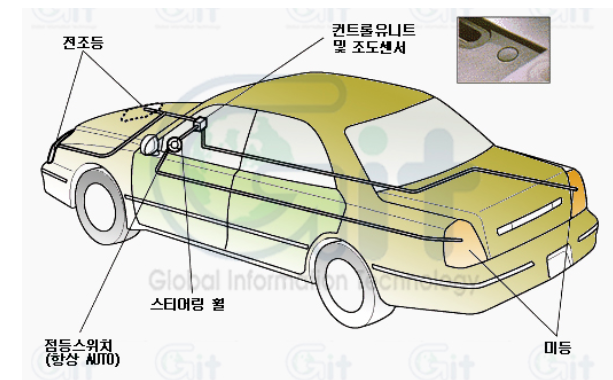 전조등
컨트롤유니트
및 조도센서
Git
Global Information Technology
스티어링 휠
점등스위치
(항상 AUTO)
미등